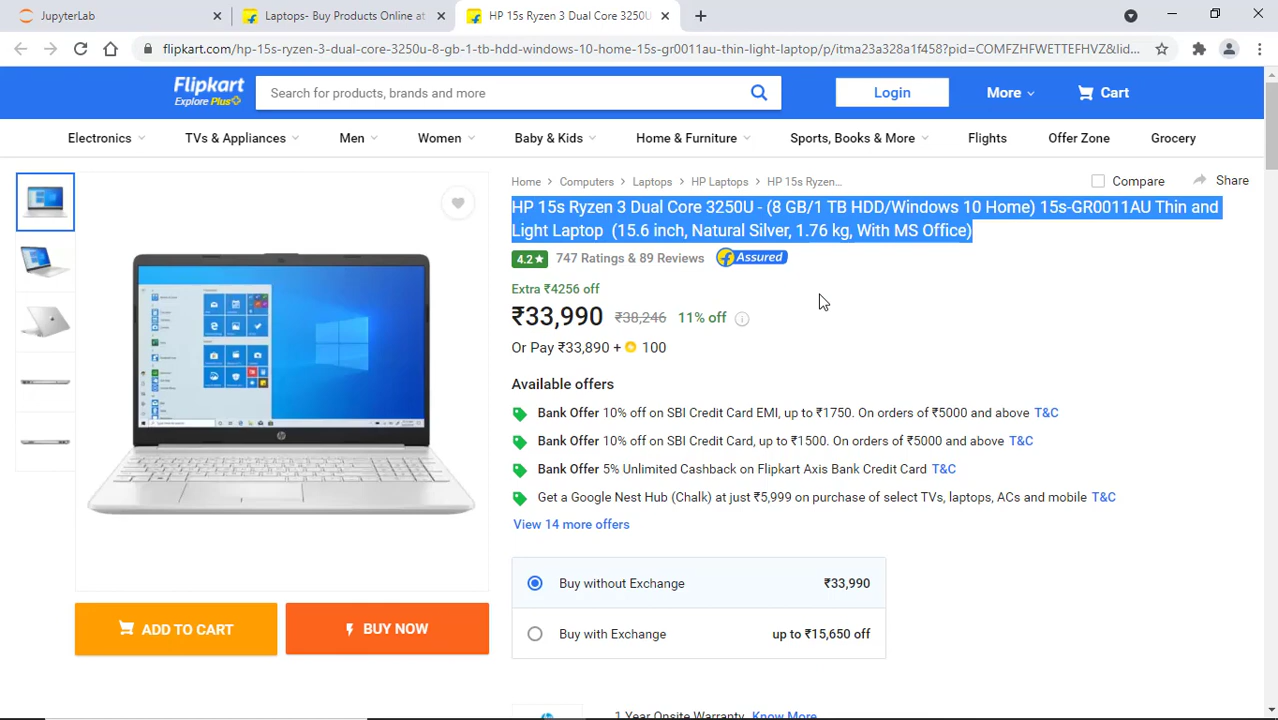 JupyterLab
Laptops- Buy Products Online at
HP 15s Ryzen 3 Dual Core 3250U
flipkart.com/hp-15s-ryzen-3-dual-core-3250u-8-gb-1-tb-hdd-windows-10-home-15s-gr0011au-thin-light-laptop/p/itma23a328a1f458?pid=COMFZHFWETTEFHVZ&lid...
Flipkart
Explore Plus
Search for products, brands and more
Login
More
Cart
Electronics
TVs & Appliances
Men
Women
Baby & Kids
Home & Furniture
Sports, Books & More
Flights
Offer Zone
Grocery
Home
Computers
Laptops
HP Laptops
HP 15s Ryzen...
Compare
Share
HP 15s Ryzen 3 Dual Core 3250U - (8 GB/1 TB HDD/Windows 10 Home) 15s-GR0011AU Thin and
Light Laptop (15.6 inch, Natural Silver, 1.76 kg, With MS Office)
4.2★ 747 Ratings & 89 Reviews Assured
Extra ₹4256 off
₹33,990 ₹38,246 11% off
Or Pay ₹33,890 + 100
Available offers
Bank Offer 10% off on SBI Credit Card EMI, up to ₹1750. On orders of ₹5000 and above T&C
Bank Offer 10% off on SBI Credit Card, up to ₹1500. On orders of ₹5000 and above T&C
Bank Offer 5% Unlimited Cashback on Flipkart Axis Bank Credit Card T&C
Get a Google Nest Hub (Chalk) at just ₹5,999 on purchase of select TVs, laptops, ACs and mobile T&C
View 14 more offers
Buy without Exchange ₹33,990
Buy with Exchange up to ₹15,650 off
ADD TO CART
BUY NOW
1 Year Onsite Warranty Know More